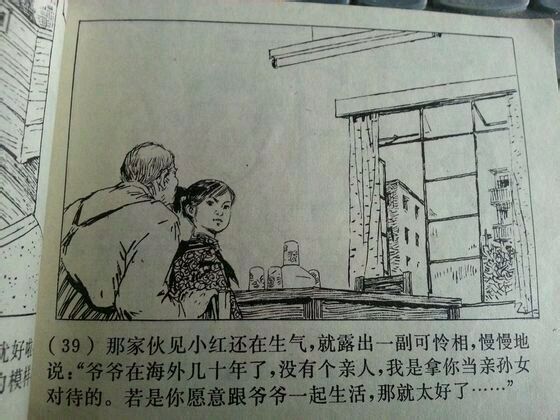 (39) 那家伙见小红还在生气，就露出一副可怜相，慢慢地
说：“爷爷在海外几十年了，没有个亲人，我是拿你当亲孙女
对待的。若是你愿意跟爷爷一起生活，那就太好了……”